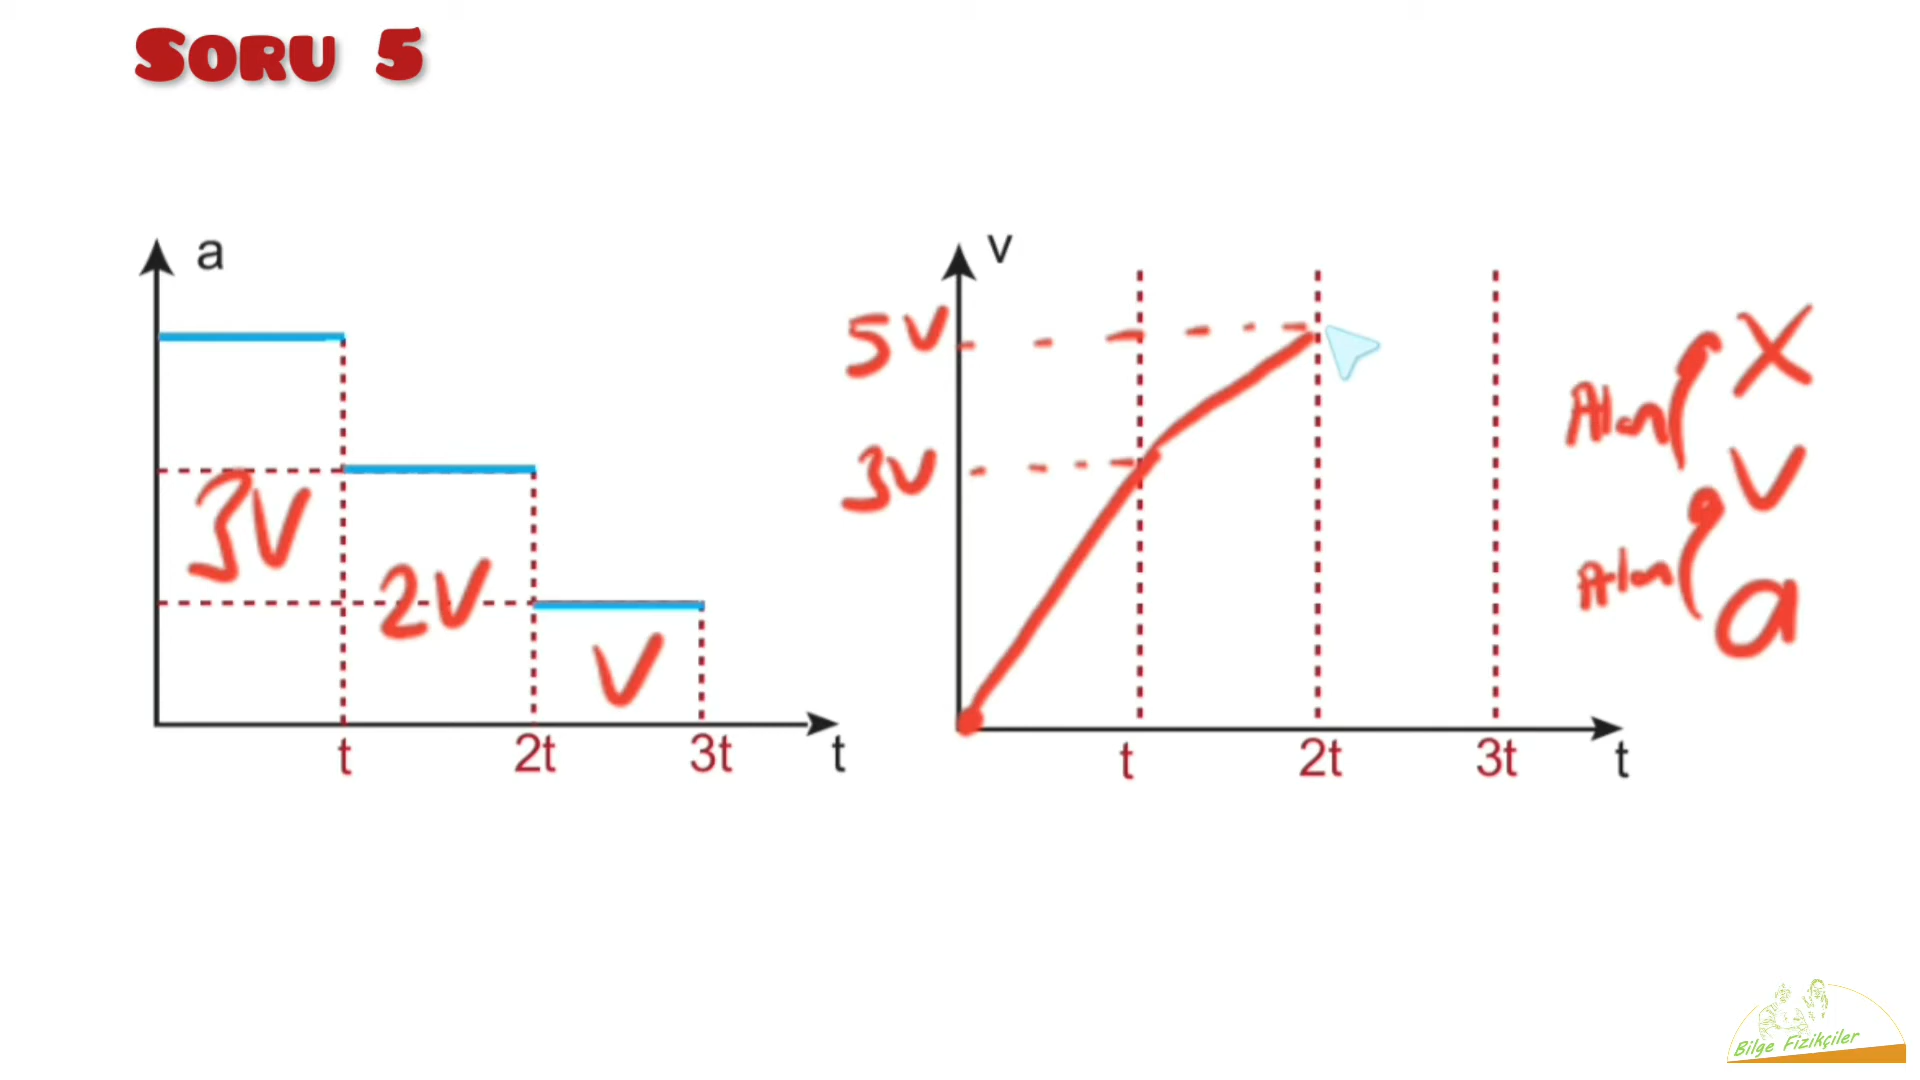 SORU 5
a
3V
2V
V
t
2t
3t
t
v
5V
3V
t
2t
3t
t
X
Alan
V
Alan
a
Bilge Fizikçiler